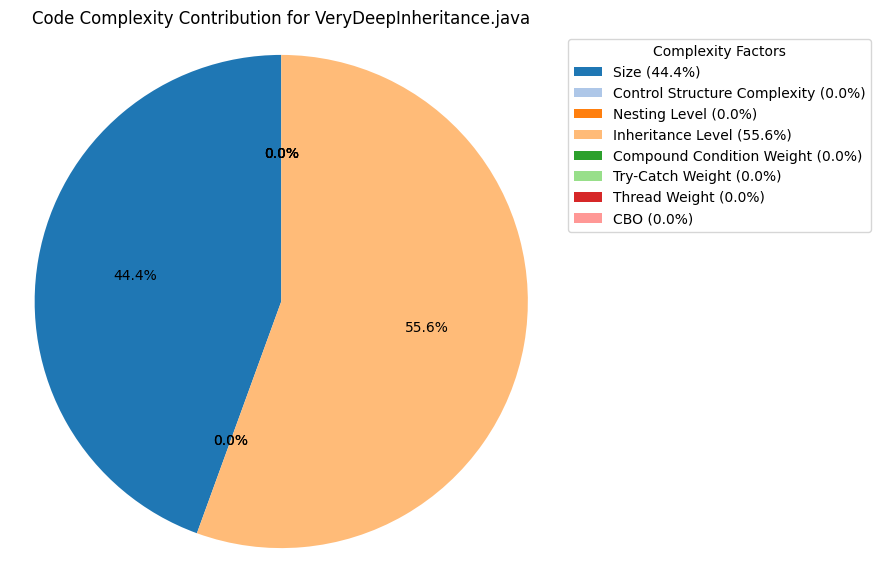 Code Complexity Contribution for VeryDeepInheritance.java
Complexity Factors
Size (44.4%)
Control Structure Complexity (0.0%)
Nesting Level (0.0%)
Inheritance Level (55.6%)
Compound Condition Weight (0.0%)
Try-Catch Weight (0.0%)
Thread Weight (0.0%)
CBO (0.0%)
0.0%
44.4%
55.6%
0.0%